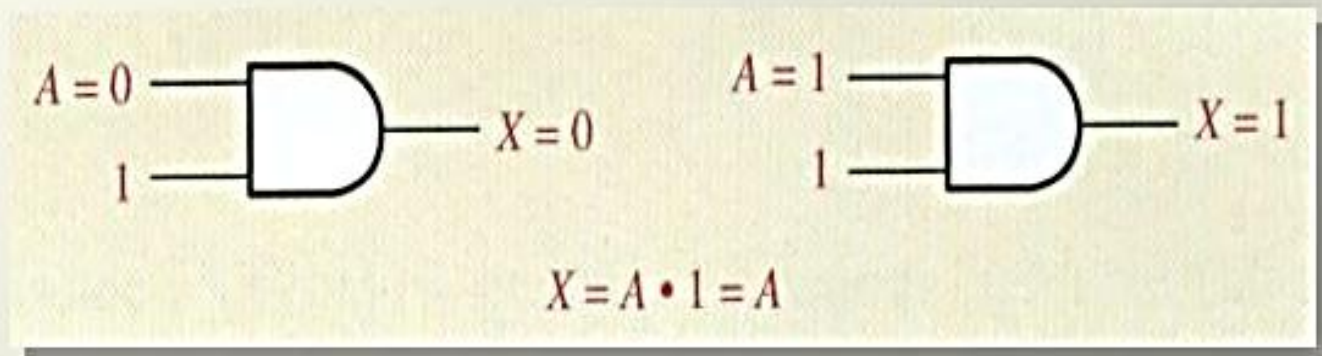 A = 0
1
X = 0
A = 1
1
X = 1
X = A • 1 = A